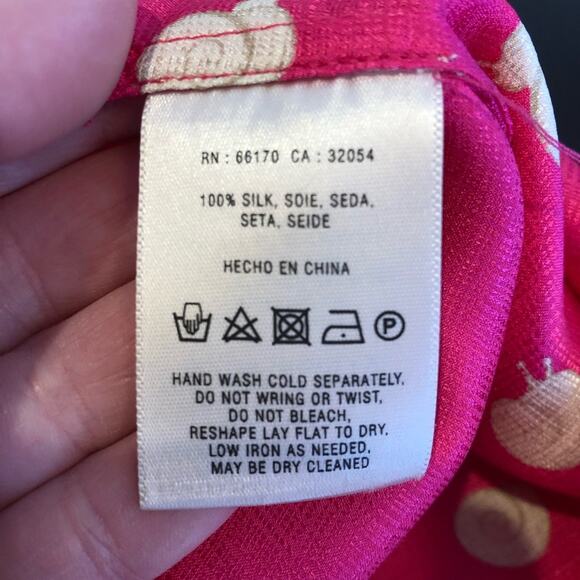 RN : 66170 CA : 32054
100% SILK, SOIE, SEDA,
SETA, SEIDE
HECHO EN CHINA
P
HAND WASH COLD SEPARATELY.
DO NOT WRING OR TWIST,
DO NOT BLEACH,
RESHAPE LAY FLAT TO DRY.
LOW IRON AS NEEDED,
MAY BE DRY CLEANED